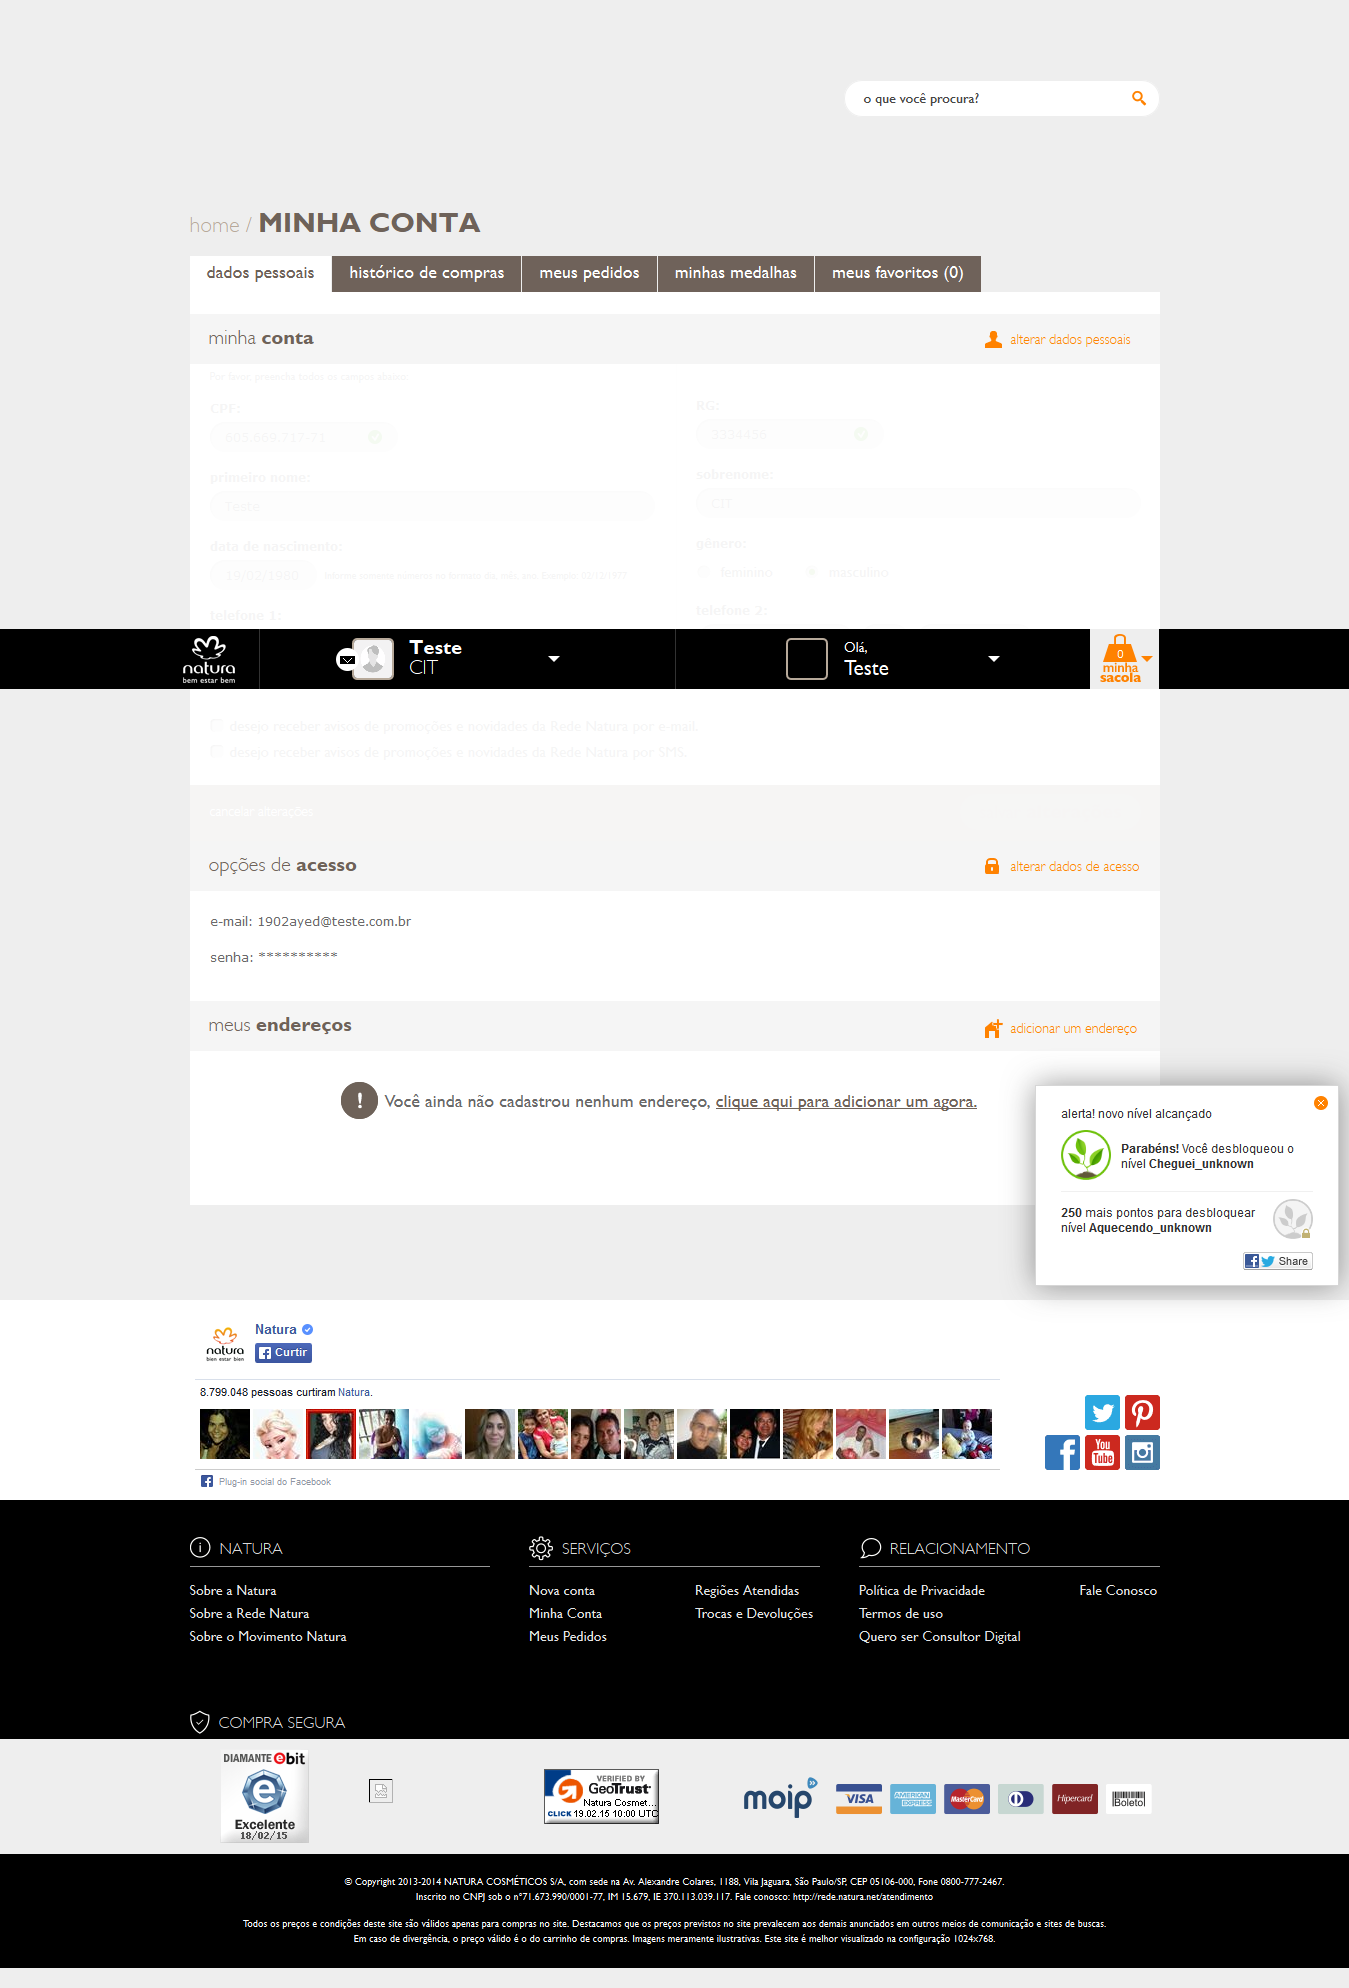 o que você procura?
home / MINHA CONTA
dados pessoais
histórico de compras
meus pedidos
minhas medalhas
meus favoritos (0)
minha conta
alterar dados pessoais
Por favor, preencha todos os campos abaixo:
CPF:
RG:
605.669.717-71
3334456
primeiro nome:
sobrenome:
Teste
CIT
data de nascimento:
gênero:
19/02/1980
feminino
masculino
telefone 1:
telefone 2:
natura
bem estar bem
Teste
CIT
Olá,
Teste
0
minha
sacola
desejo receber avisos de promoções e novidades da Rede Natura por e-mail.
desejo receber avisos de promoções e novidades da Rede Natura por SMS.
cancelar alterações
opções de acesso
alterar dados de acesso
e-mail: 1902ayed@teste.com.br
senha: **********
meus endereços
adicionar um endereço
! Você ainda não cadastrou nenhum endereço, clique aqui para adicionar um agora.
alerta! novo nível alcançado
Parabéns! Você desbloqueou o
nível Cheguei_unknown
250 mais pontos para desbloquear
nível Aquecendo_unknown
Share
natura
bien estar bien
Natura
Curtir
8.799.048 pessoas curtiram Natura.
You
Tube
Plug-in social do Facebook
NATURA
Sobre a Natura
Sobre a Rede Natura
Sobre o Movimento Natura
SERVIÇOS
Nova conta
Minha Conta
Meus Pedidos
Regiões Atendidas
Trocas e Devoluções
RELACIONAMENTO
Política de Privacidade
Termos de uso
Quero ser Consultor Digital
Fale Conosco
COMPRA SEGURA
DIAMANTE ebit
e
Excelente
18/02/15
VERIFIED BY
GeoTrust
Natura Cosmet...
CLICK 19.02.15 10:00 UTC
moip
VISA
AMERICAN EXPRESS
MasterCard
Hipercard
Boleto
© Copyright 2013-2014 NATURA COSMÉTICOS S/A, com sede na Av. Alexandre Colares, 1188, Vila Jaguara, São Paulo/SP, CEP 05106-000, Fone 0800-777-2467.
Inscrito no CNPJ sob o nº71.673.990/0001-77, IM 15.679, IE 370.113.039.117. Fale conosco: http://rede.natura.net/atendimento
Todos os preços e condições deste site são válidos apenas para compras no site. Destacamos que os preços previstos no site prevalecem aos demais anunciados em outros meios de comunicação e sites de buscas.
Em caso de divergência, o preço válido é o do carrinho de compras. Imagens meramente ilustrativas. Este site é melhor visualizado na configuração 1024x768.